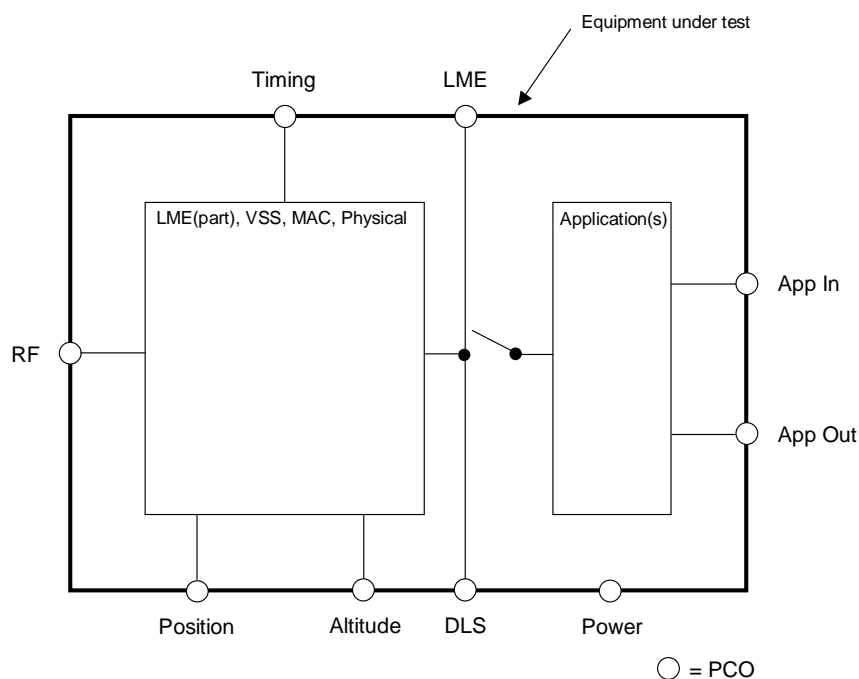 Equipment under test
Timing
LME
LME(part), VSS, MAC, Physical
Application(s)
App In
RF
App Out
Position
Altitude
DLS
Power
= PCO